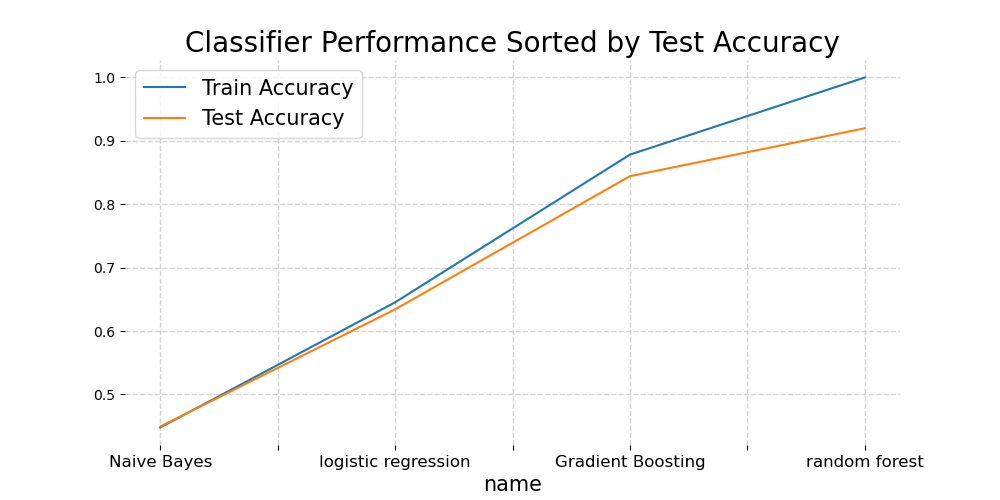 Classifier Performance Sorted by Test Accuracy
Train Accuracy
Test Accuracy
1.0
0.9
0.8
0.7
0.6
0.5
Naive Bayes
logistic regression
Gradient Boosting
random forest
name